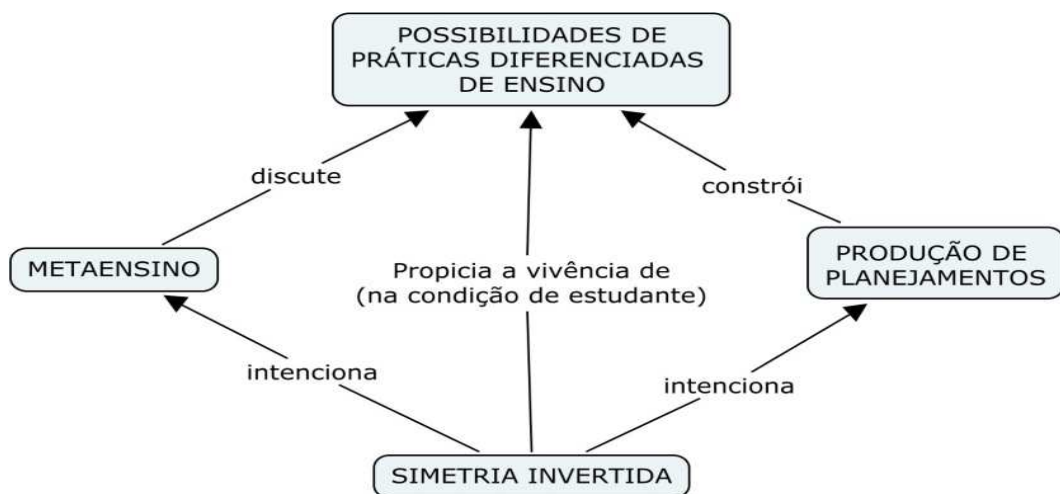 POSSIBILIDADES DE
PRÁTICAS DIFERENCIADAS
DE ENSINO
discute
constrói
METAENSINO
Propicia a vivência de
(na condição de estudante)
PRODUÇÃO DE
PLANEJAMENTOS
intenciona
intenciona
SIMETRIA INVERTIDA